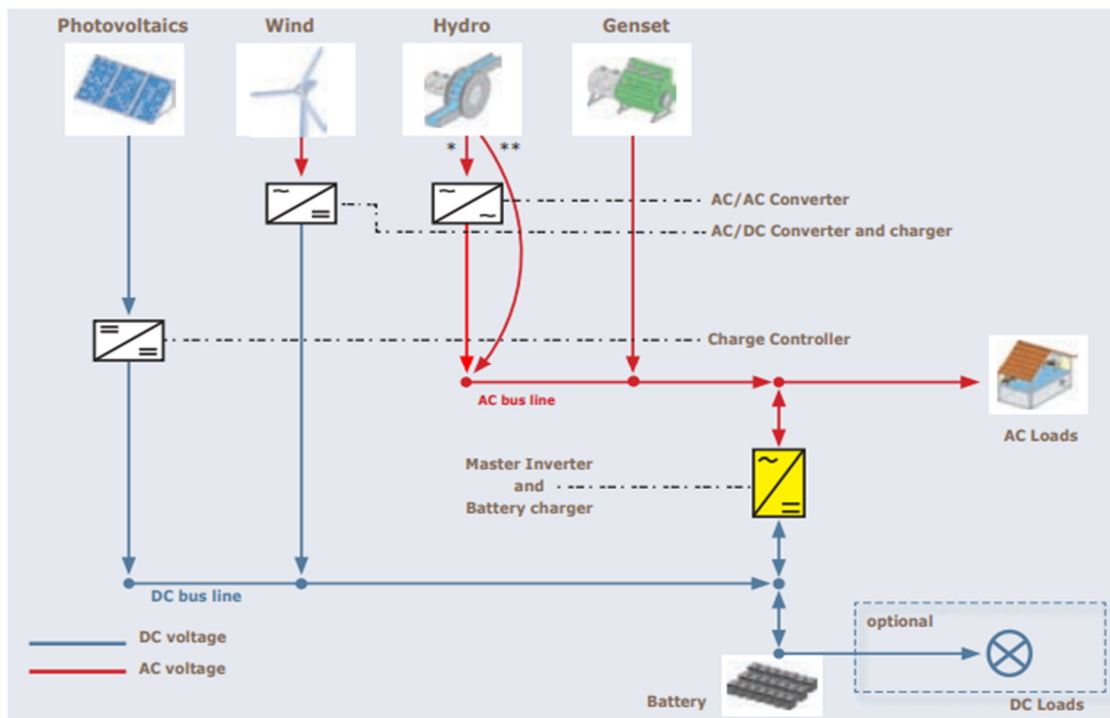 Photovoltaics
Wind
Hydro
Genset
*
**
AC/AC Converter
AC/DC Converter and charger
Charge Controller
AC bus line
AC Loads
Master Inverter
and
Battery charger
DC bus line
DC voltage
AC voltage
optional
Battery
DC Loads